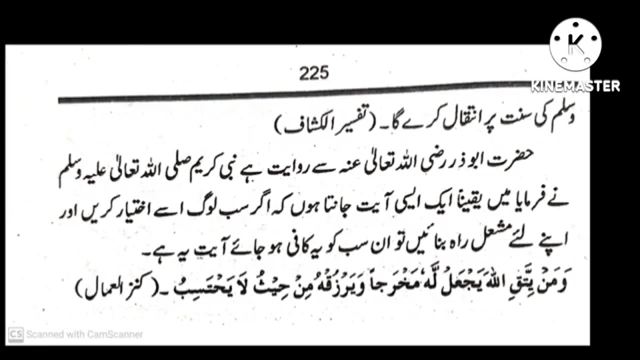 K
KINEMASTER
225
وسلم کی سنت پر انتقال کرے گا۔ (تفسیر الکشاف)
حضرت ابوذر رضی اللہ تعالیٰ عنہ سے روایت ہے نبی کریم صلی اللہ تعالیٰ علیہ وسلم
نے فرمایا میں یقیناً ایک ایسی آیت جانتا ہوں کہ اگر سب لوگ اسے اختیار کریں اور
اپنے لئے مشعل راہ بنائیں تو ان سب کو یہ کافی ہو جائے آیت یہ ہے۔
وَمَنْ يَّتَّقِ اللهَ يَجْعَلْ لَّهٗ مَخْرَجاً وَيَرْزُقْهُ مِنْ حَيْثُ لَا يَحْتَسِبُ ۔ (کنز العمال)
CS Scanned with CamScanner